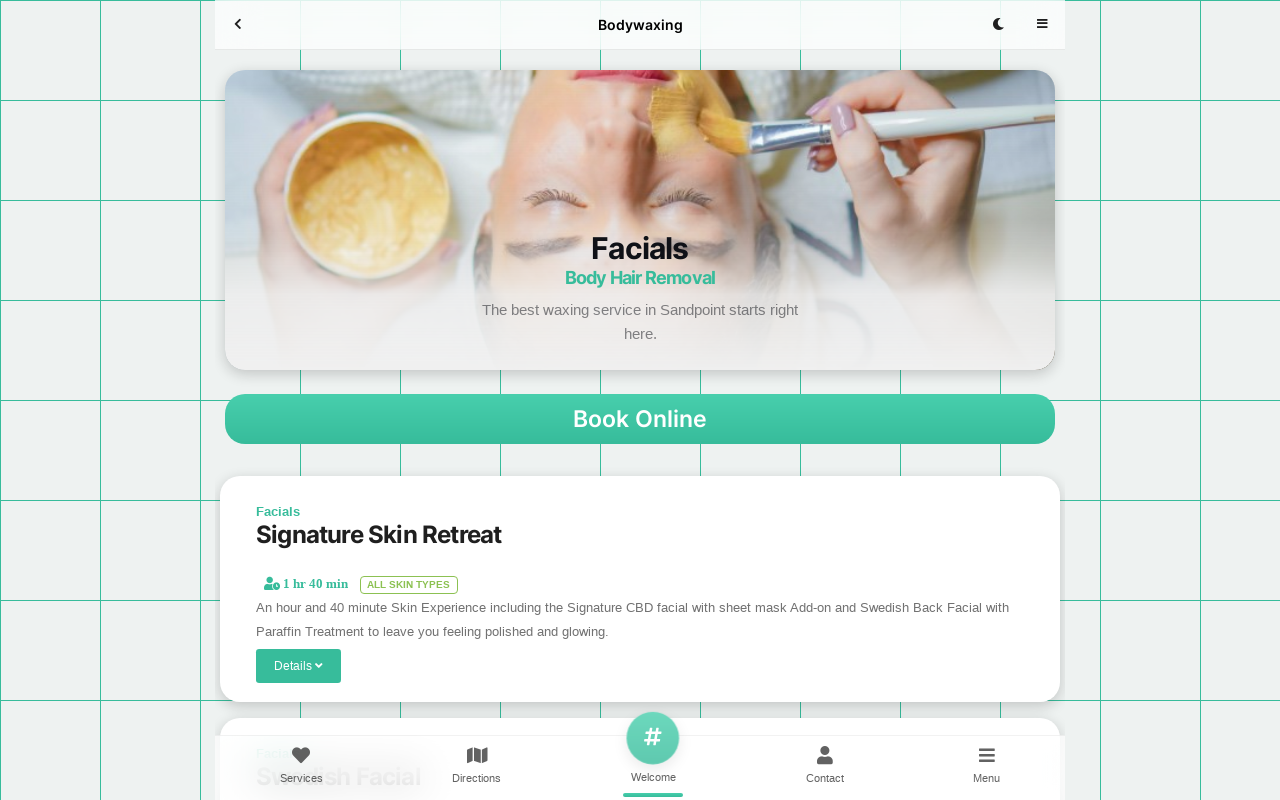 Bodywaxing
Facials
Body Hair Removal
The best waxing service in Sandpoint starts right
here.
Book Online
Facials
Signature Skin Retreat
1 hr 40 min ALL SKIN TYPES
An hour and 40 minute Skin Experience including the Signature CBD facial with sheet mask Add-on and Swedish Back Facial with
Paraffin Treatment to leave you feeling polished and glowing.
Details
Facials
Swedish Facial
Services Directions Welcome Contact Menu